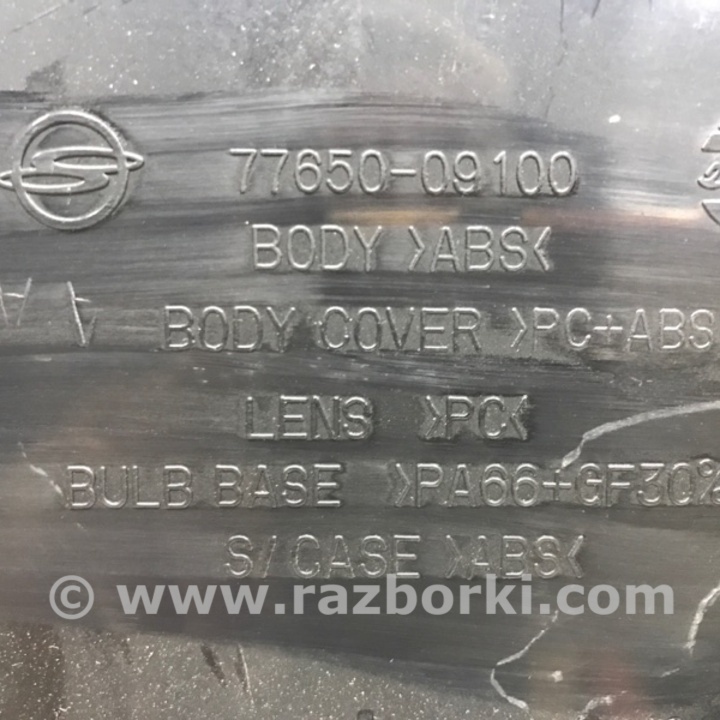 77650-09100
BODY >ABS<
BODY COVER >PC+ABS
LENS >PC<
BULB BASE >PA66+GF30%
S/CASE >ABS<
© www.razborki.com